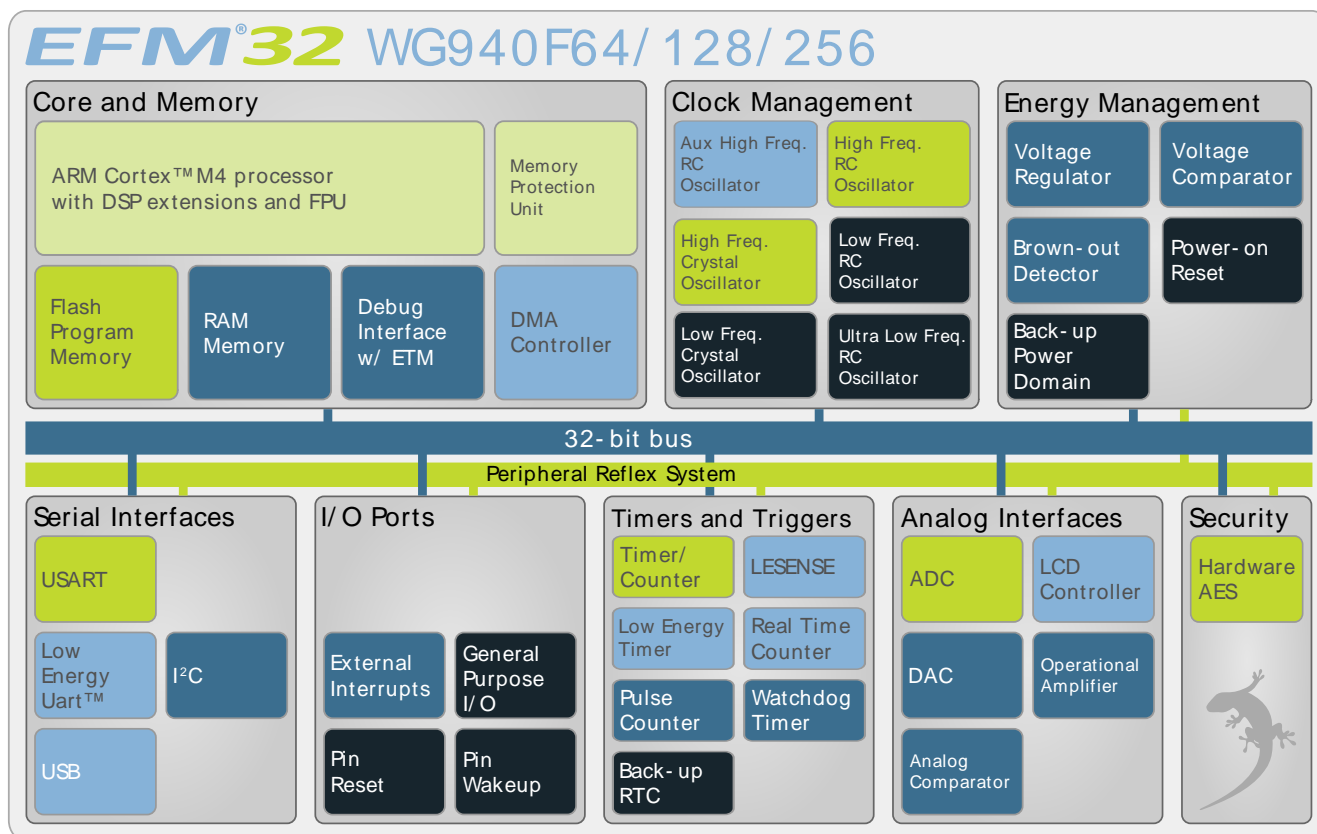 EFM®32 WG940F64/128/256
Core and Memory
ARM Cortex™ M4 processor
with DSP extensions and FPU
Memory
Protection
Unit
Flash
Program
Memory
RAM
Memory
Debug
Interface
w/ ETM
DMA
Controller
Clock Management
Aux High Freq.
RC
Oscillator
High Freq.
RC
Oscillator
High Freq.
Crystal
Oscillator
Low Freq.
RC
Oscillator
Low Freq.
Crystal
Oscillator
Ultra Low Freq.
RC
Oscillator
Energy Management
Voltage
Regulator
Voltage
Comparator
Brown-out
Detector
Power-on
Reset
Back-up
Power
Domain
32-bit bus
Peripheral Reflex System
Serial Interfaces
USART
Low
Energy
Uart™
I²C
USB
I/O Ports
External
Interrupts
General
Purpose
I/O
Pin
Reset
Pin
Wakeup
Timers and Triggers
Timer/
Counter
LESENSE
Low Energy
Timer
Real Time
Counter
Pulse
Counter
Watchdog
Timer
Back-up
RTC
Analog Interfaces
ADC
LCD
Controller
DAC
Operational
Amplifier
Analog
Comparator
Security
Hardware
AES